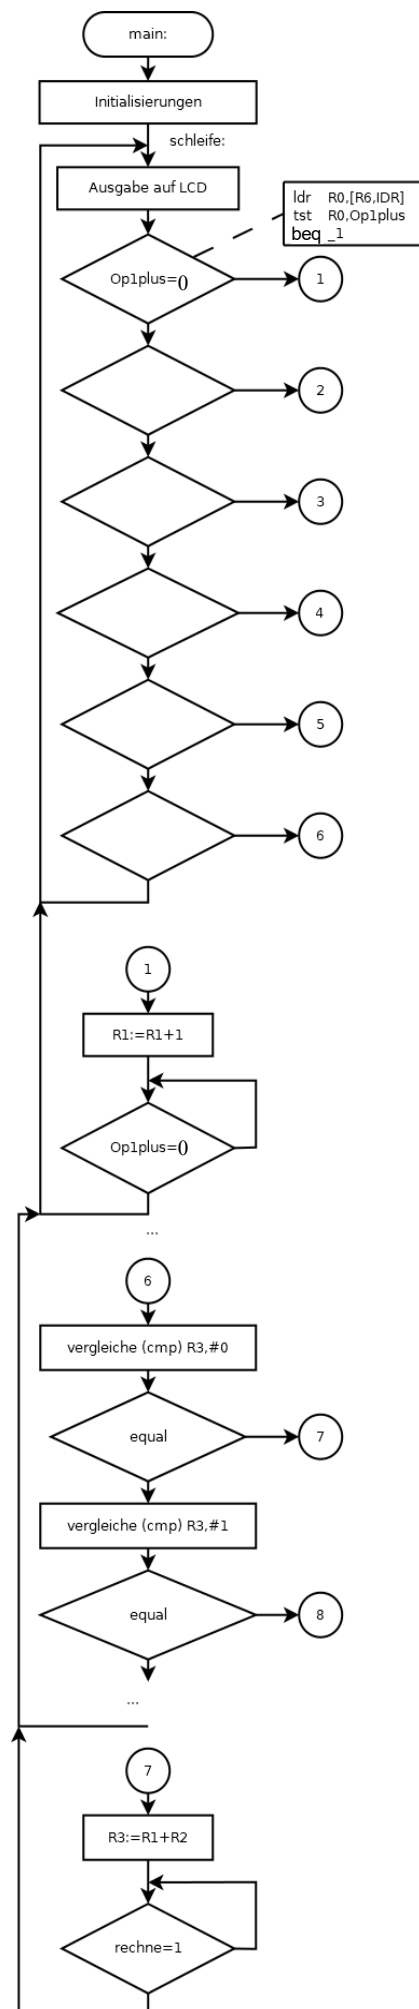 main:
Initialisierungen
schleife:
Ausgabe auf LCD
ldr R0,[R6,IDR]
tst R0,Op1plus
beq _1
Op1plus=()
1
2
3
4
5
6
1
R1:=R1+1
Op1plus=()
...
6
vergleiche (cmp) R3,#0
equal
7
vergleiche (cmp) R3,#1
equal
8
...
7
R3:=R1+R2
rechne=1